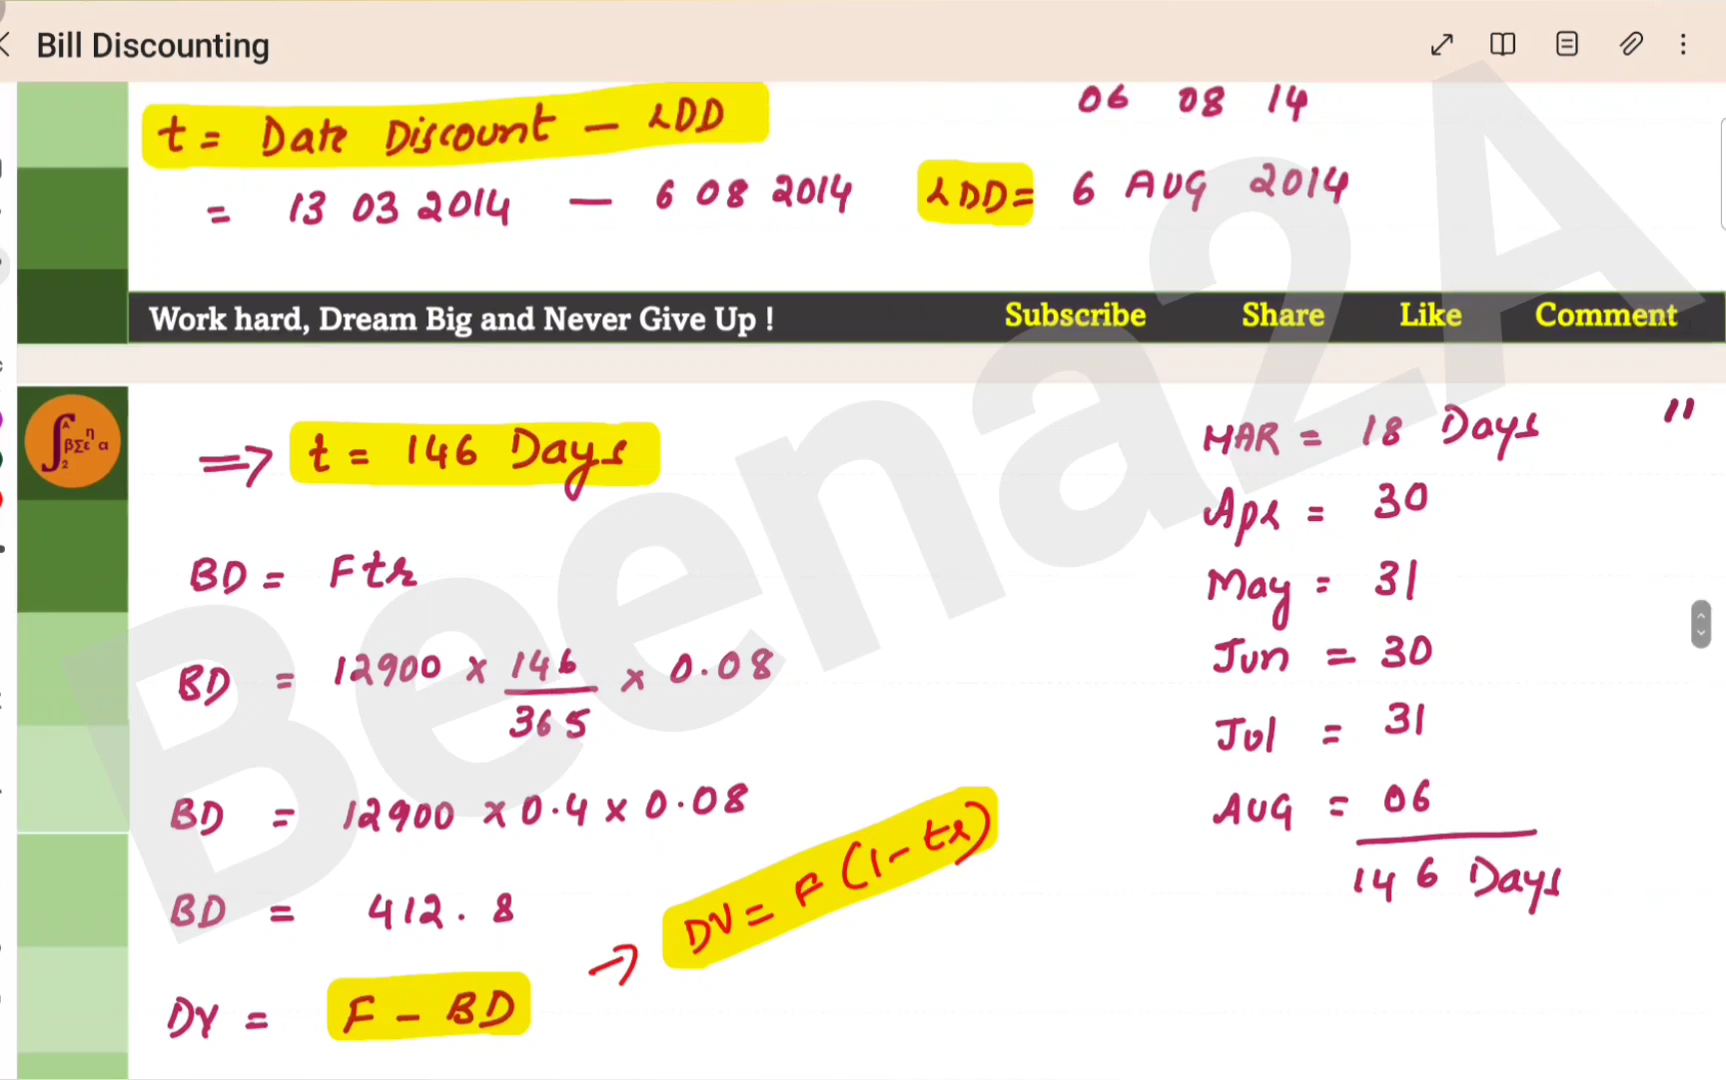 Bill Discounting
t = Date Discount - LDD
= 13 03 2014 - 6 08 2014
06 08 14
LDD = 6 AUG 2014
Work hard, Dream Big and Never Give Up ! Subscribe Share Like Comment
=> t = 146 Days
BD = Ftr
BD = 12900 x 146/365 x 0.08
BD = 12900 x 0.4 x 0.08
BD = 412.8
DV = F - BD
→ DV = F (1 - tr)
MAR = 18 Days "
Apr = 30
May = 31
Jun = 30
Jul = 31
AUG = 06
146 Days
Beena2A